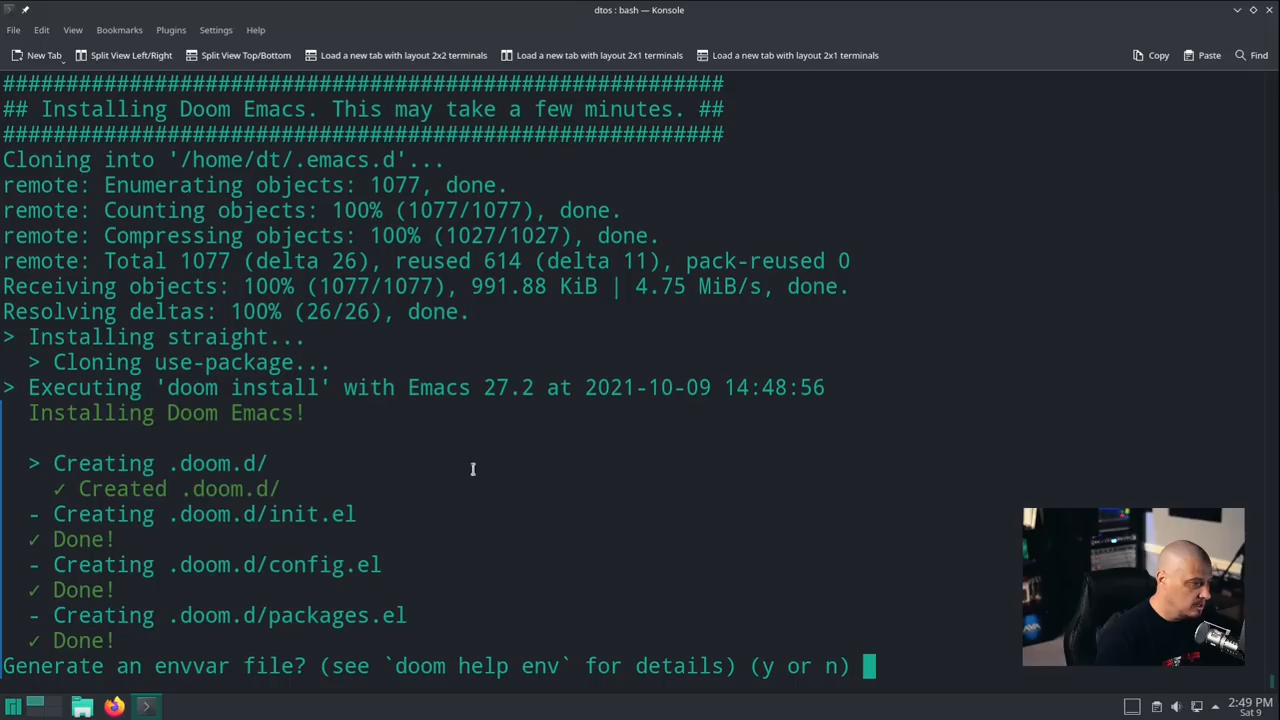 dtos : bash — Konsole
File Edit View Bookmarks Plugins Settings Help
New Tab Split View Left/Right Split View Top/Bottom Load a new tab with layout 2x2 terminals Load a new tab with layout 2x1 terminals Load a new tab with layout 2x1 terminals Copy Paste Find
#########################################################
## Installing Doom Emacs. This may take a few minutes. ##
#########################################################
Cloning into '/home/dt/.emacs.d'...
remote: Enumerating objects: 1077, done.
remote: Counting objects: 100% (1077/1077), done.
remote: Compressing objects: 100% (1027/1027), done.
remote: Total 1077 (delta 26), reused 614 (delta 11), pack-reused 0
Receiving objects: 100% (1077/1077), 991.88 KiB | 4.75 MiB/s, done.
Resolving deltas: 100% (26/26), done.
> Installing straight...
> Cloning use-package...
> Executing 'doom install' with Emacs 27.2 at 2021-10-09 14:48:56
Installing Doom Emacs!
> Creating .doom.d/
✓ Created .doom.d/
- Creating .doom.d/init.el
✓ Done!
- Creating .doom.d/config.el
✓ Done!
- Creating .doom.d/packages.el
✓ Done!
Generate an envvar file? (see `doom help env` for details) (y or n)
2:49 PM
Sat 9